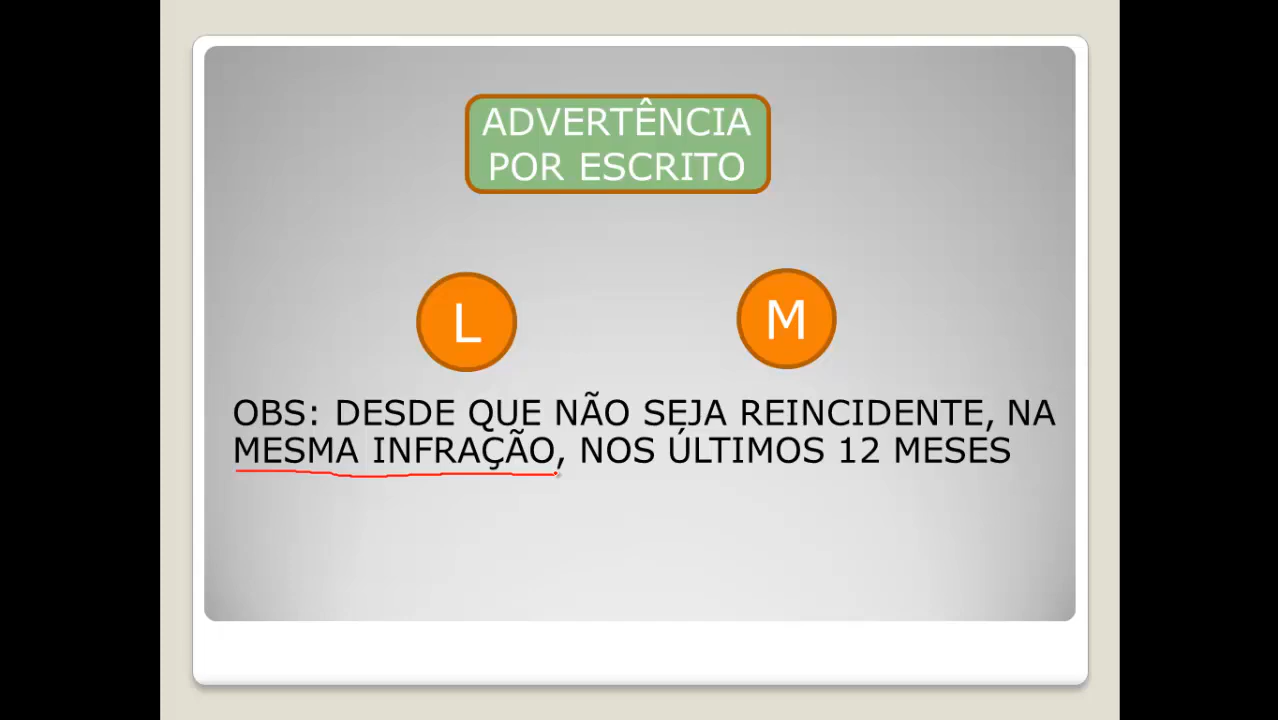 ADVERTÊNCIA
POR ESCRITO
L
M
OBS: DESDE QUE NÃO SEJA REINCIDENTE, NA
MESMA INFRAÇÃO, NOS ÚLTIMOS 12 MESES